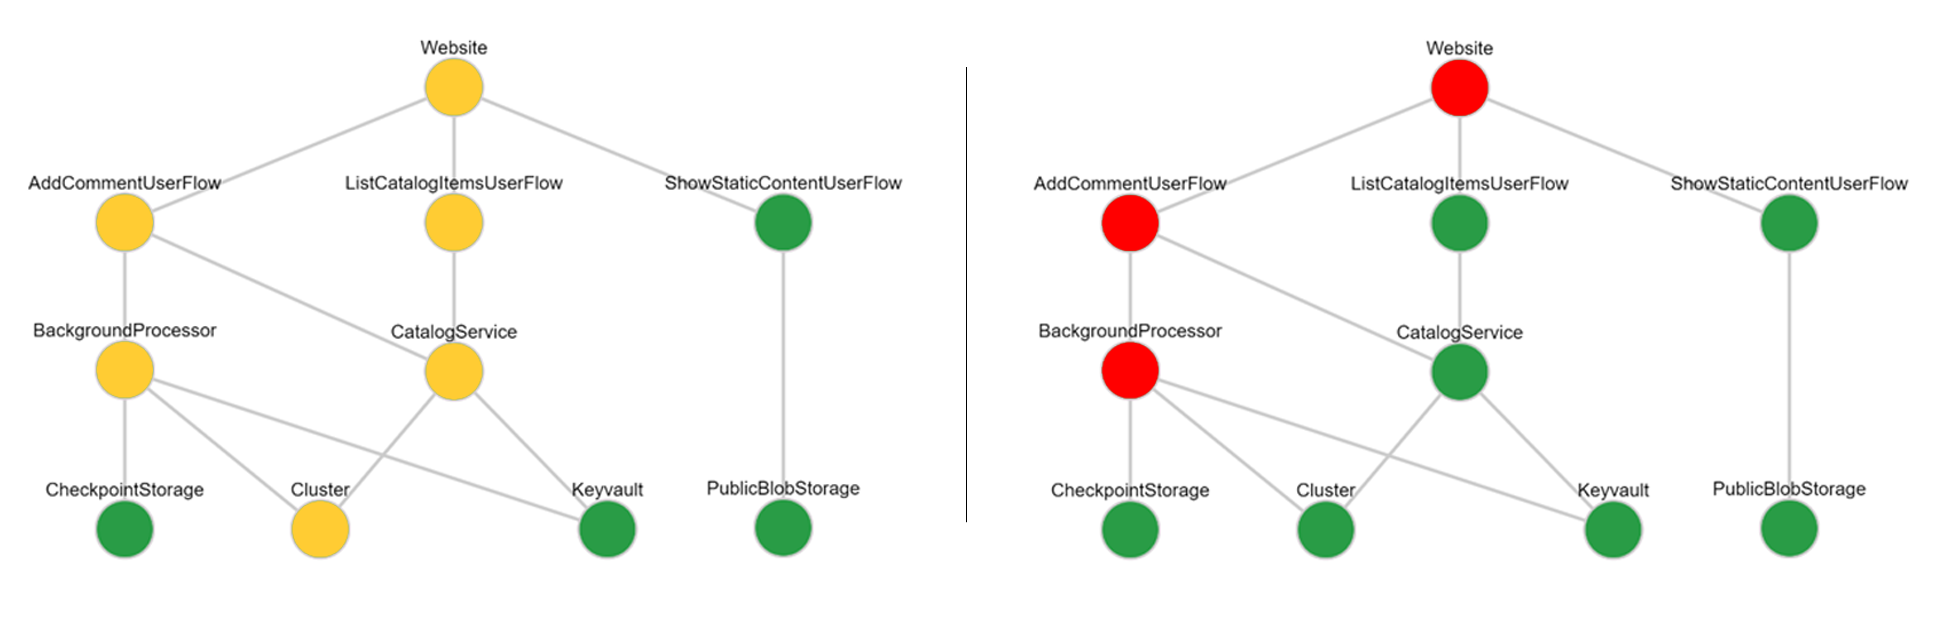 Website
AddCommentUserFlow
ListCatalogItemsUserFlow
ShowStaticContentUserFlow
BackgroundProcessor
CatalogService
CheckpointStorage
Cluster
Keyvault
PublicBlobStorage
Website
AddCommentUserFlow
ListCatalogItemsUserFlow
ShowStaticContentUserFlow
BackgroundProcessor
CatalogService
CheckpointStorage
Cluster
Keyvault
PublicBlobStorage